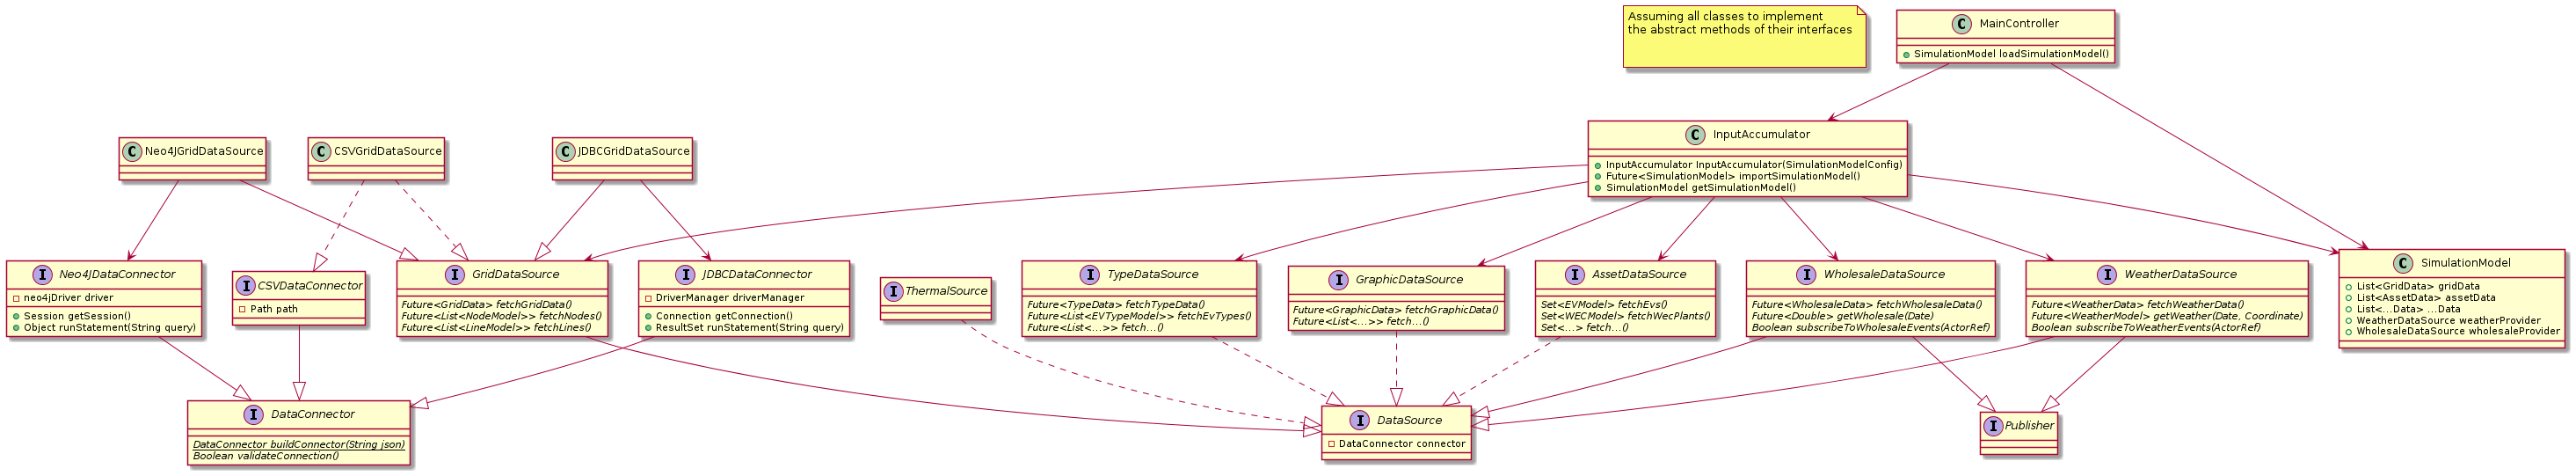 Assuming all classes to implement
the abstract methods of their interfaces
C MainController
SimulationModel loadSimulationModel()
C InputAccumulator
InputAccumulator InputAccumulator(SimulationModelConfig)
Future<SimulationModel> importSimulationModel()
SimulationModel getSimulationModel()
C Neo4JGridDataSource
C CSVGridDataSource
C JDBCGridDataSource
I Neo4JDataConnector
neo4jDriver driver
Session getSession()
Object runStatement(String query)
I CSVDataConnector
Path path
I GridDataSource
Future<GridData> fetchGridData()
Future<List<NodeModel>> fetchNodes()
Future<List<LineModel>> fetchLines()
I JDBCDataConnector
DriverManager driverManager
Connection getConnection()
ResultSet runStatement(String query)
I ThermalSource
I TypeDataSource
Future<TypeData> fetchTypeData()
Future<List<EVTypeModel>> fetchEvTypes()
Future<List<...>> fetch...()
I GraphicDataSource
Future<GraphicData> fetchGraphicData()
Future<List<...>> fetch...()
I AssetDataSource
Set<EVModel> fetchEvs()
Set<WECModel> fetchWecPlants()
Set<...> fetch...()
I WholesaleDataSource
Future<WholesaleData> fetchWholesaleData()
Future<Double> getWholesale(Date)
Boolean subscribeToWholesaleEvents(ActorRef)
I WeatherDataSource
Future<WeatherData> fetchWeatherData()
Future<WeatherModel> getWeather(Date, Coordinate)
Boolean subscribeToWeatherEvents(ActorRef)
C SimulationModel
List<GridData> gridData
List<AssetData> assetData
List<...Data> ...Data
WeatherDataSource weatherProvider
WholesaleDataSource wholesaleProvider
I DataConnector
DataConnector buildConnector(String json)
Boolean validateConnection()
I DataSource
DataConnector connector
I Publisher